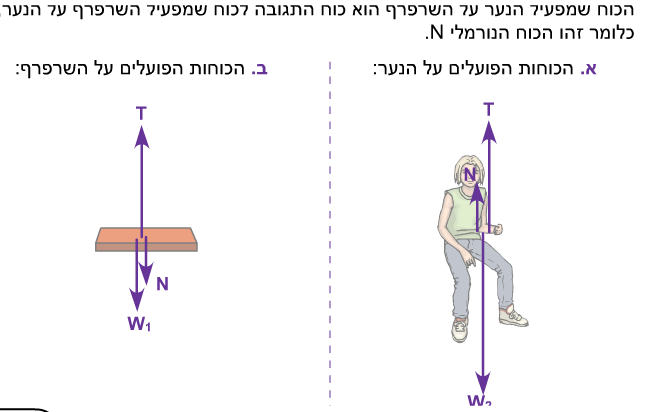 הכוח שמפעיל הנער על השרפרף הוא כוח התגובה לכוח שמפעיל השרפרף על הנער,
כלומר זהו הכוח הנורמלי N.
א. הכוחות הפועלים על הנער:
T
N
W₂
ב. הכוחות הפועלים על השרפרף:
T
N
W₁